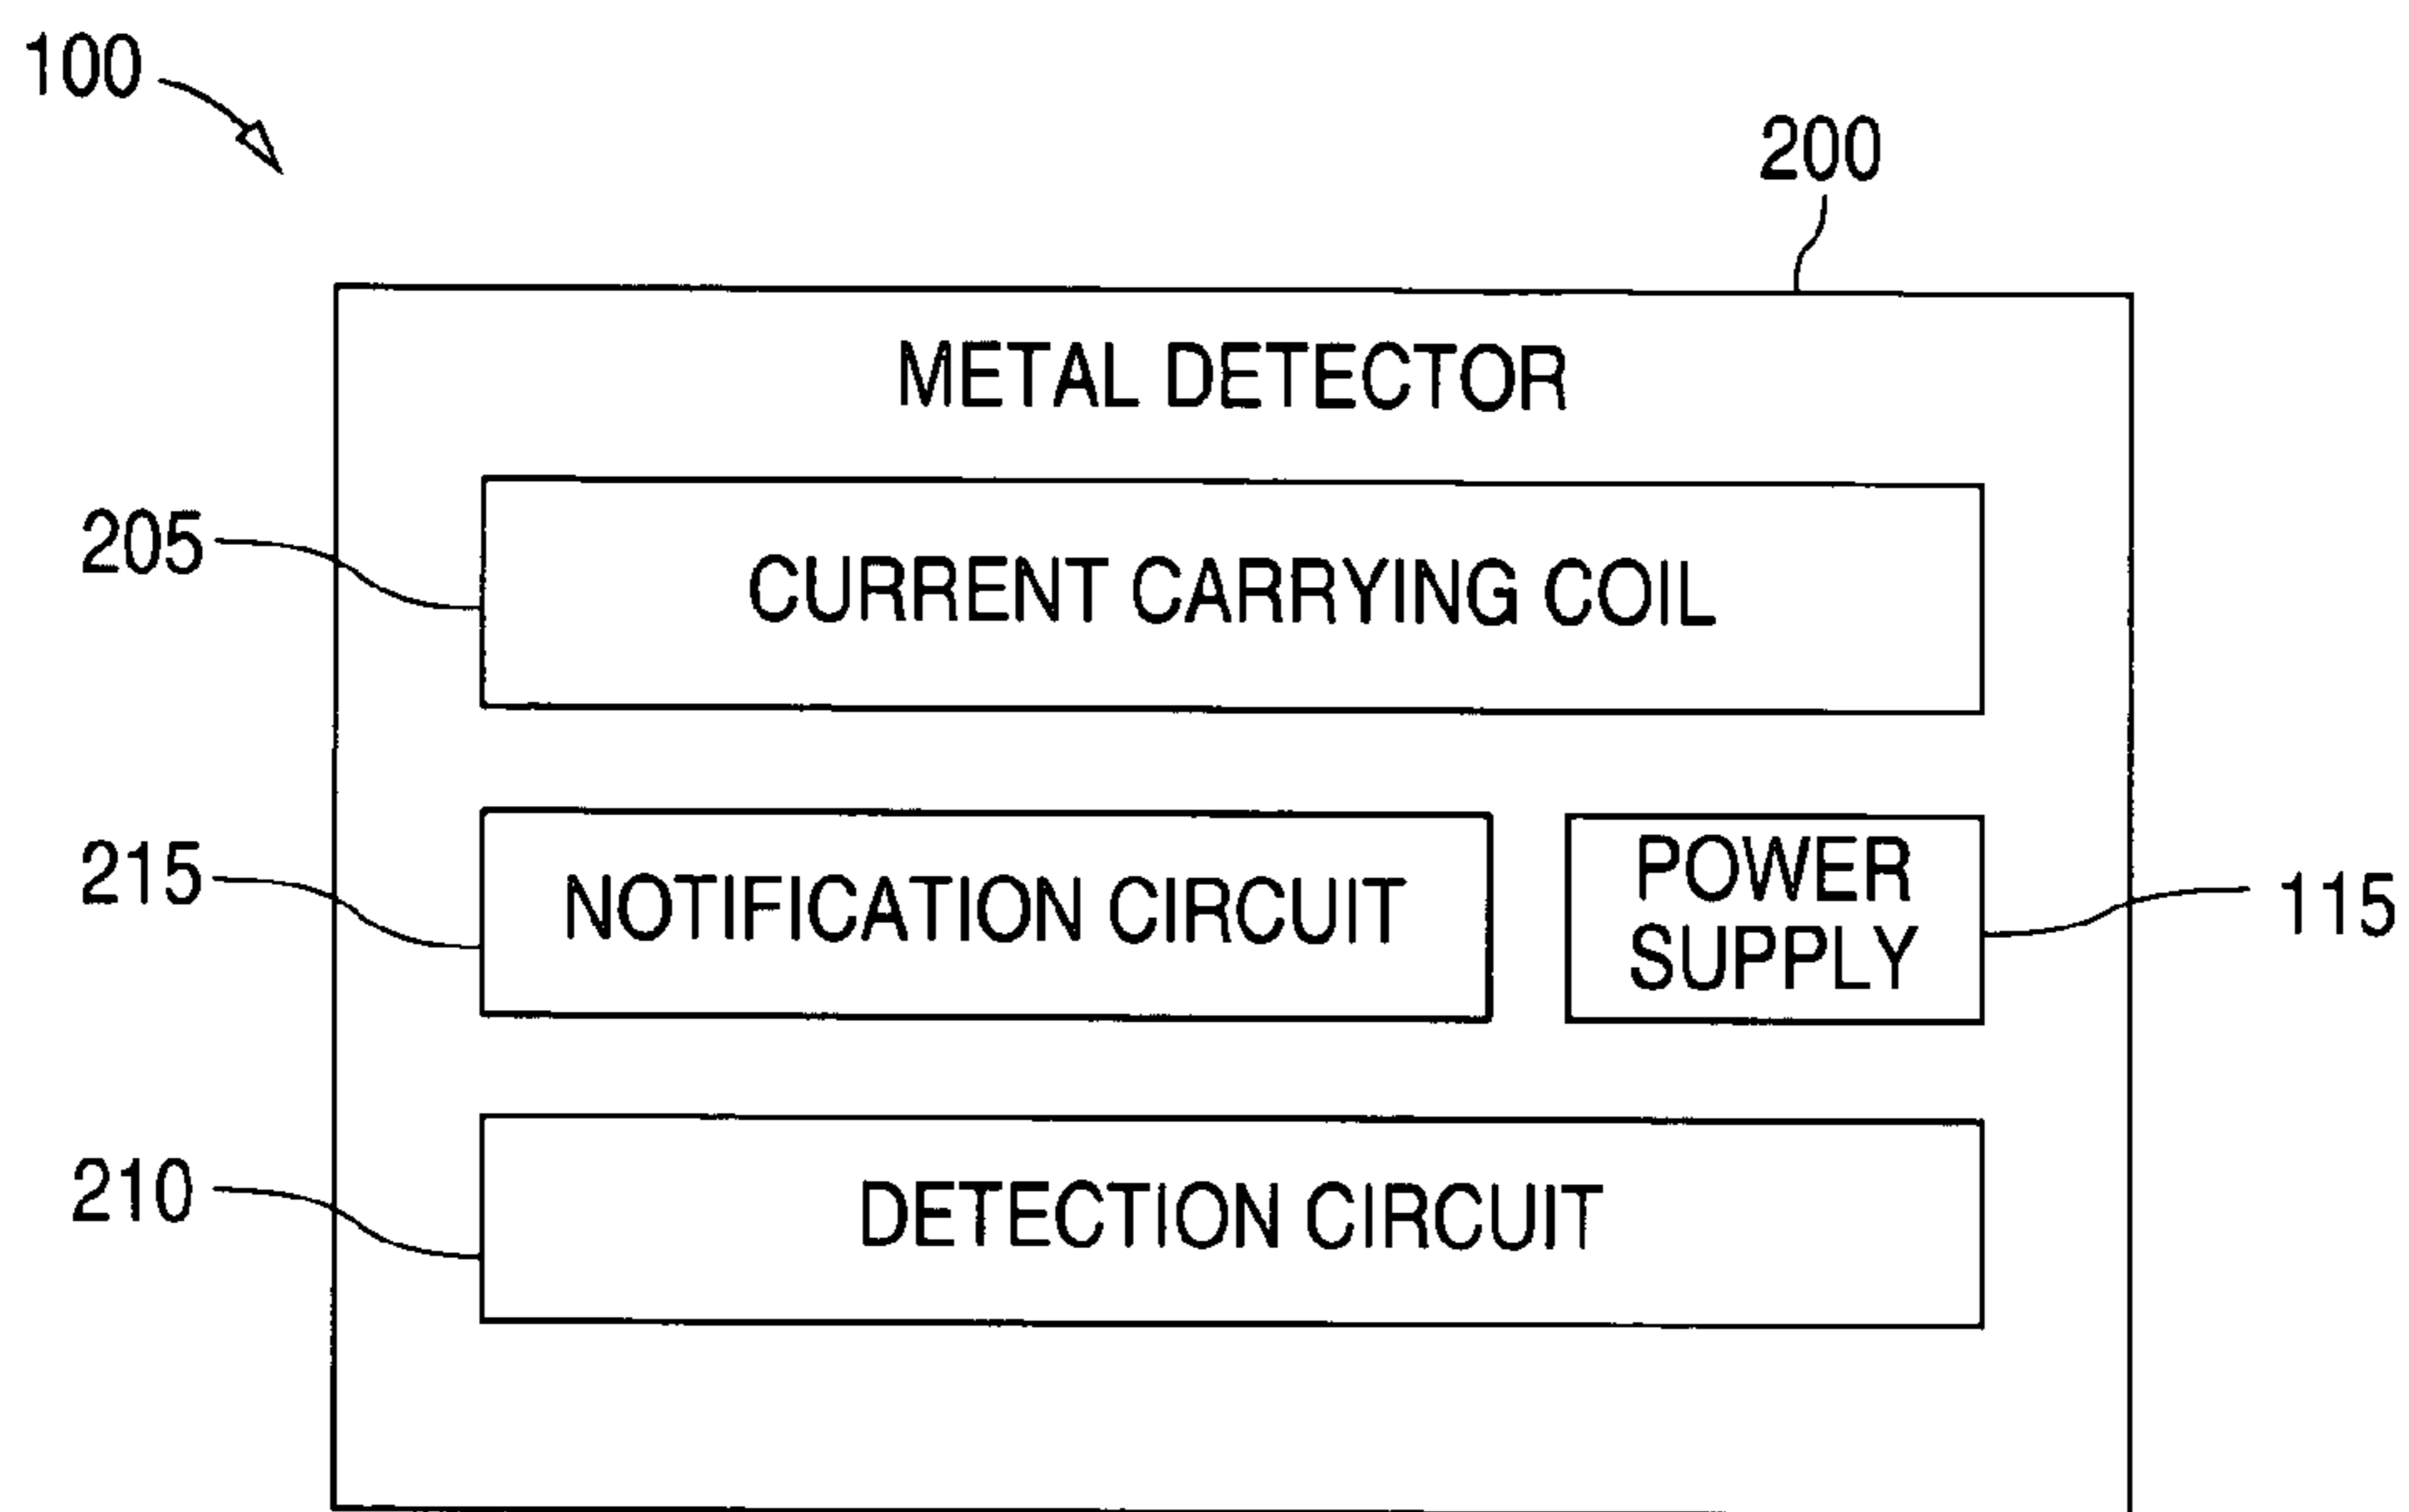 100
200
METAL DETECTOR
205
CURRENT CARRYING COIL
215
NOTIFICATION CIRCUIT
POWER
SUPPLY
115
210
DETECTION CIRCUIT